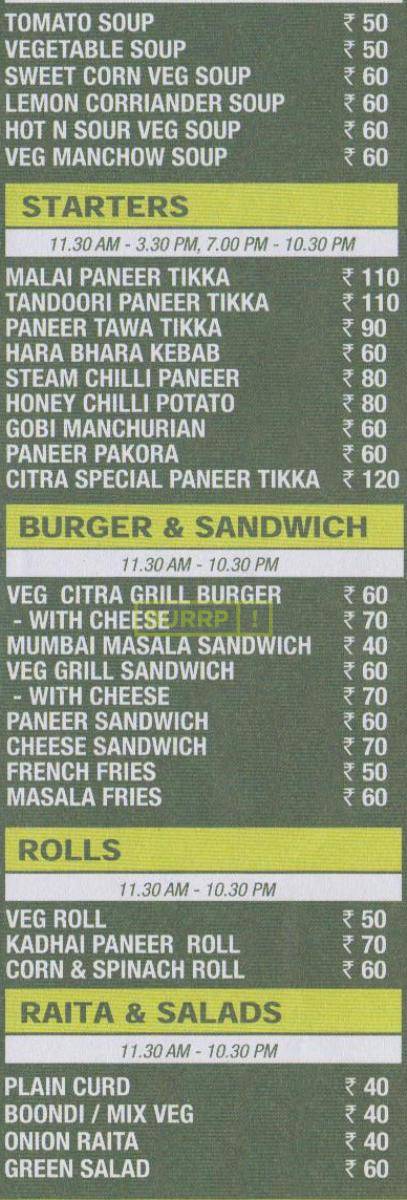 TOMATO SOUP ₹ 50
VEGETABLE SOUP ₹ 50
SWEET CORN VEG SOUP ₹ 60
LEMON CORRIANDER SOUP ₹ 60
HOT N SOUR VEG SOUP ₹ 60
VEG MANCHOW SOUP ₹ 60
STARTERS
11.30 AM - 3.30 PM, 7.00 PM - 10.30 PM
MALAI PANEER TIKKA ₹ 110
TANDOORI PANEER TIKKA ₹ 110
PANEER TAWA TIKKA ₹ 90
HARA BHARA KEBAB ₹ 60
STEAM CHILLI PANEER ₹ 80
HONEY CHILLI POTATO ₹ 80
GOBI MANCHURIAN ₹ 60
PANEER PAKORA ₹ 60
CITRA SPECIAL PANEER TIKKA ₹ 120
BURGER & SANDWICH
11.30 AM - 10.30 PM
VEG CITRA GRILL BURGER ₹ 60
- WITH CHEESE ₹ 70
BURRP!
MUMBAI MASALA SANDWICH ₹ 40
VEG GRILL SANDWICH ₹ 60
- WITH CHEESE ₹ 70
PANEER SANDWICH ₹ 60
CHEESE SANDWICH ₹ 70
FRENCH FRIES ₹ 50
MASALA FRIES ₹ 60
ROLLS
11.30 AM - 10.30 PM
VEG ROLL ₹ 50
KADHAI PANEER ROLL ₹ 70
CORN & SPINACH ROLL ₹ 60
RAITA & SALADS
11.30 AM - 10.30 PM
PLAIN CURD ₹ 40
BOONDI / MIX VEG ₹ 40
ONION RAITA ₹ 40
GREEN SALAD ₹ 60